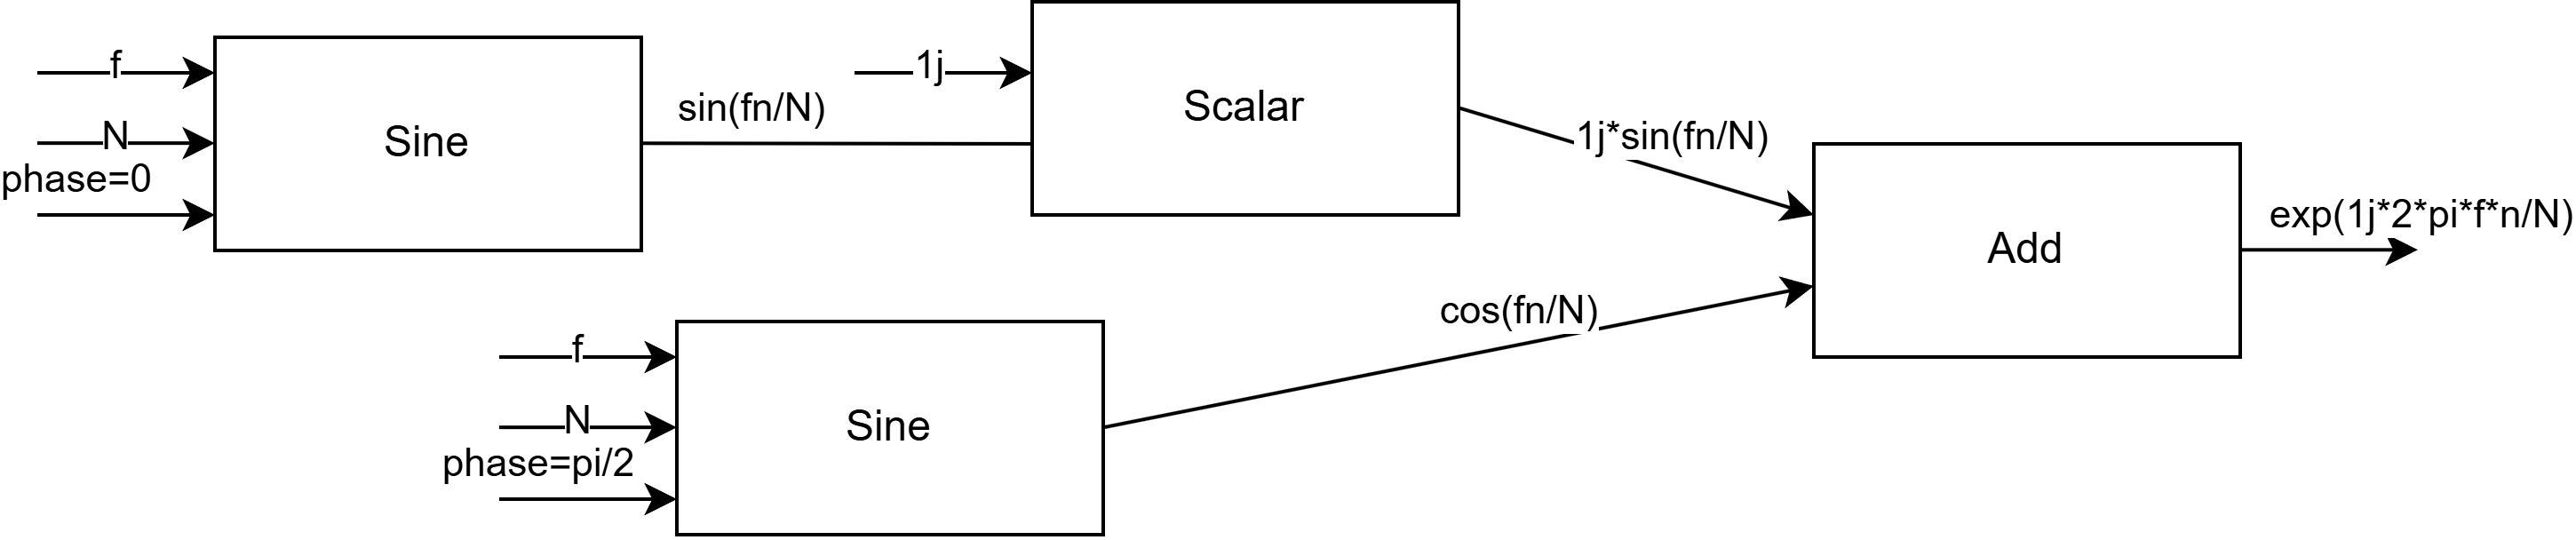 f
N
phase=0
Sine
sin(fn/N)
1j
Scalar
1j*sin(fn/N)
f
N
phase=pi/2
Sine
cos(fn/N)
Add
exp(1j*2*pi*f*n/N)